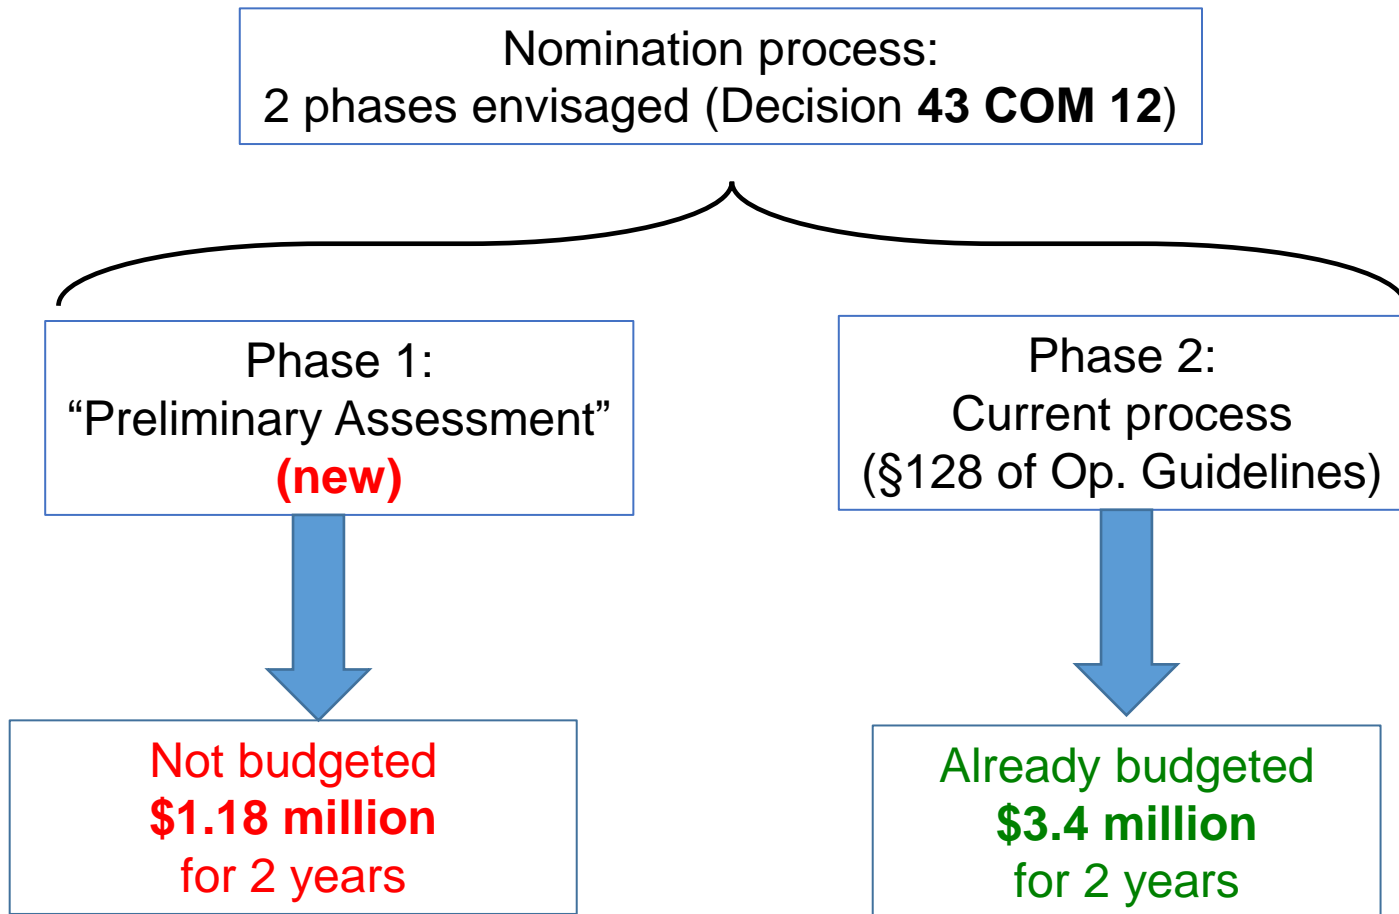 Nomination process:
2 phases envisaged (Decision 43 COM 12)
Phase 1:
“Preliminary Assessment”
(new)
Phase 2:
Current process
(§128 of Op. Guidelines)
Not budgeted
$1.18 million
for 2 years
Already budgeted
$3.4 million
for 2 years